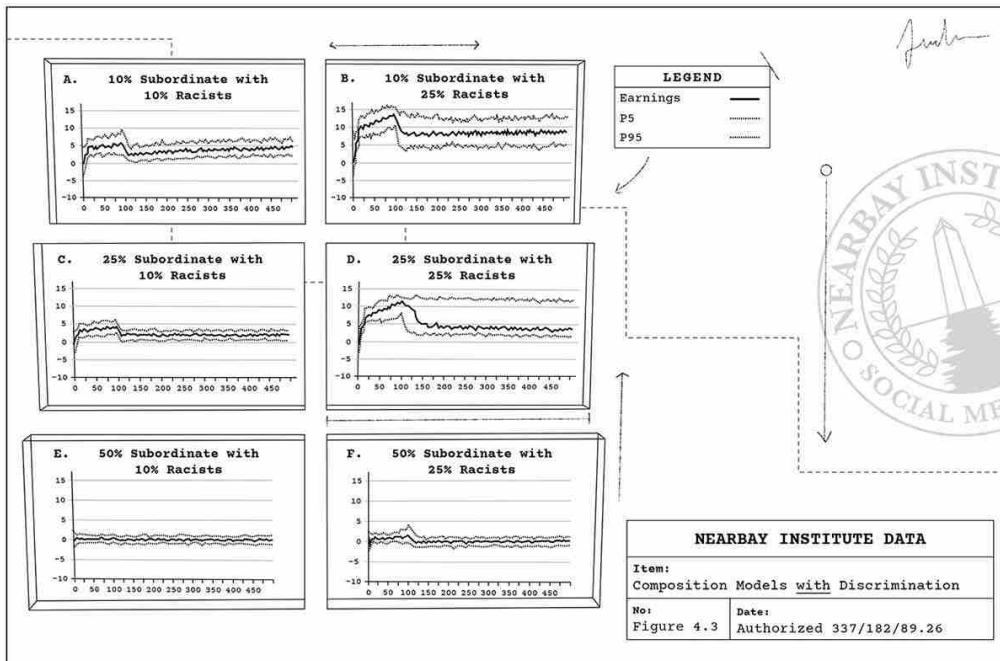 A. 10% Subordinate with
10% Racists
15
10
5
0
-5
-10
0 50 100 150 200 250 300 350 400 450
B. 10% Subordinate with
25% Racists
15
10
5
0
-5
-10
0 50 100 150 200 250 300 350 400 450
LEGEND
Earnings
P5
P95
C. 25% Subordinate with
10% Racists
15
10
5
0
-5
-10
0 50 100 150 200 250 300 350 400 450
D. 25% Subordinate with
25% Racists
15
10
5
0
-5
-10
0 50 100 150 200 250 300 350 400 450
NEARBAY INST
O SOCIAL ME
E. 50% Subordinate with
10% Racists
15
10
5
0
-5
-10
0 50 100 150 200 250 300 350 400 450
F. 50% Subordinate with
25% Racists
15
10
5
0
-5
-10
0 50 100 150 200 250 300 350 400 450
NEARBAY INSTITUTE DATA
Item:
Composition Models with Discrimination
No:
Figure 4.3
Date:
Authorized 337/182/89.26